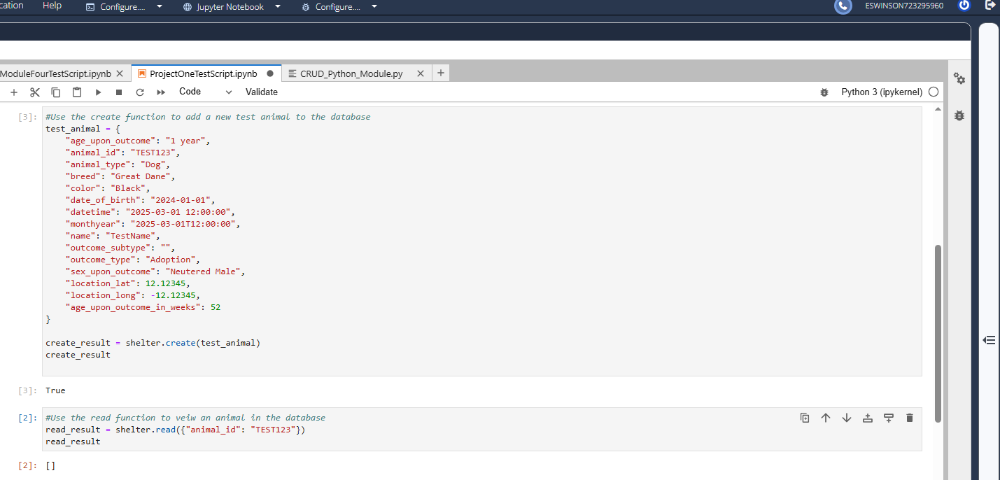 cation Help Configure.... Jupyter Notebook Configure.... ESWINSON723295960
ModuleFourTestScript.ipynb ProjectOneTestScript.ipynb CRUD_Python_Module.py
Code Validate Python 3 (ipykernel)
[3]: #Use the create function to add a new test animal to the database
test_animal = {
    "age_upon_outcome": "1 year",
    "animal_id": "TEST123",
    "animal_type": "Dog",
    "breed": "Great Dane",
    "color": "Black",
    "date_of_birth": "2024-01-01",
    "datetime": "2025-03-01 12:00:00",
    "monthyear": "2025-03-01T12:00:00",
    "name": "TestName",
    "outcome_subtype": "",
    "outcome_type": "Adoption",
    "sex_upon_outcome": "Neutered Male",
    "location_lat": 12.12345,
    "location_long": -12.12345,
    "age_upon_outcome_in_weeks": 52
}
create_result = shelter.create(test_animal)
create_result
[3]: True
[2]: #Use the read function to veiw an animal in the database
read_result = shelter.read({"animal_id": "TEST123"})
read_result
[2]: []